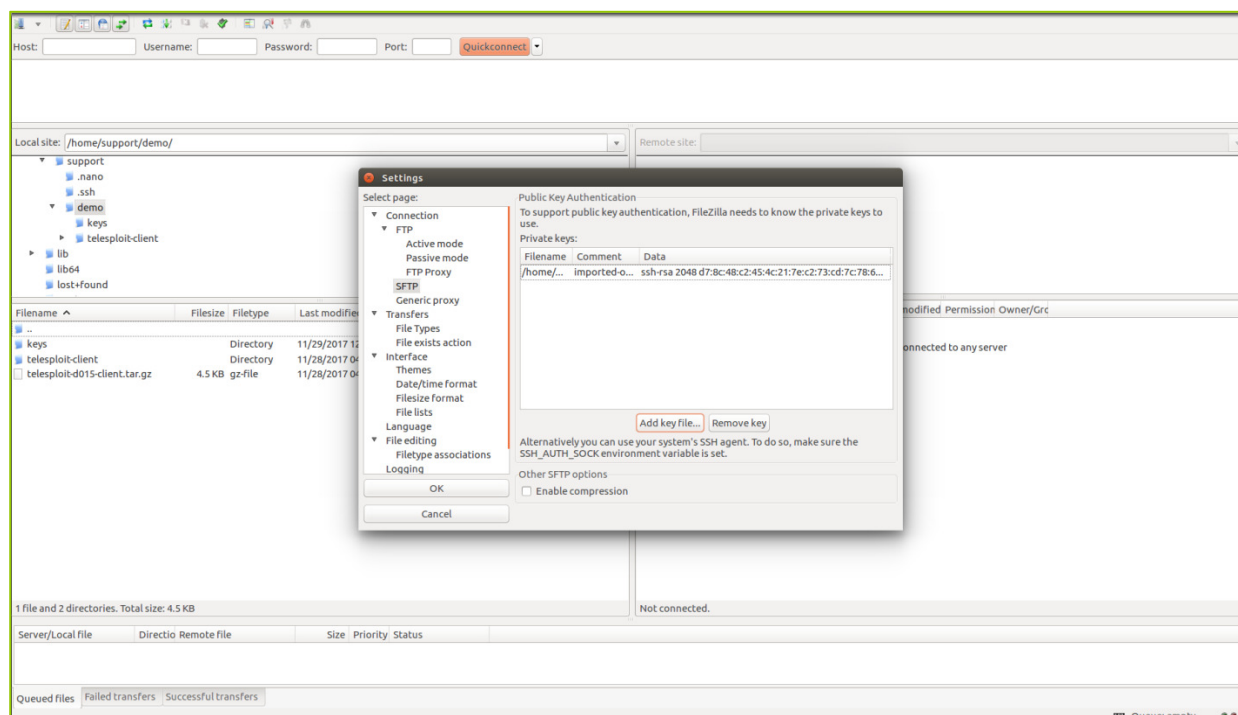 Host: Username: Password: Port: Quickconnect
Local site: /home/support/demo/
Remote site:
support
.nano
.ssh
demo
keys
telesploit-client
lib
lib64
lost+found
Filename Filesize Filetype Last modified
..
keys Directory 11/29/2017 12
telesploit-client Directory 11/28/2017 04
telesploit-d015-client.tar.gz 4.5 KB gz-file 11/28/2017 04
1 file and 2 directories. Total size: 4.5 KB
Settings
Select page:
Connection
FTP
Active mode
Passive mode
FTP Proxy
SFTP
Generic proxy
Transfers
File Types
File exists action
Interface
Themes
Date/time format
Filesize format
File lists
Language
File editing
Filetype associations
Logging
OK
Cancel
Public Key Authentication
To support public key authentication, FileZilla needs to know the private keys to
use.
Private keys:
Filename Comment Data
/home/... imported-o... ssh-rsa 2048 d7:8c:48:c2:45:4c:21:7e:c2:73:cd:7c:78:6...
Add key file... Remove key
Alternatively you can use your system's SSH agent. To do so, make sure the
SSH_AUTH_SOCK environment variable is set.
Other SFTP options
Enable compression
modified Permission Owner/Grc
onnected to any server
Not connected.
Server/Local file Directio Remote file Size Priority Status
Queued files Failed transfers Successful transfers